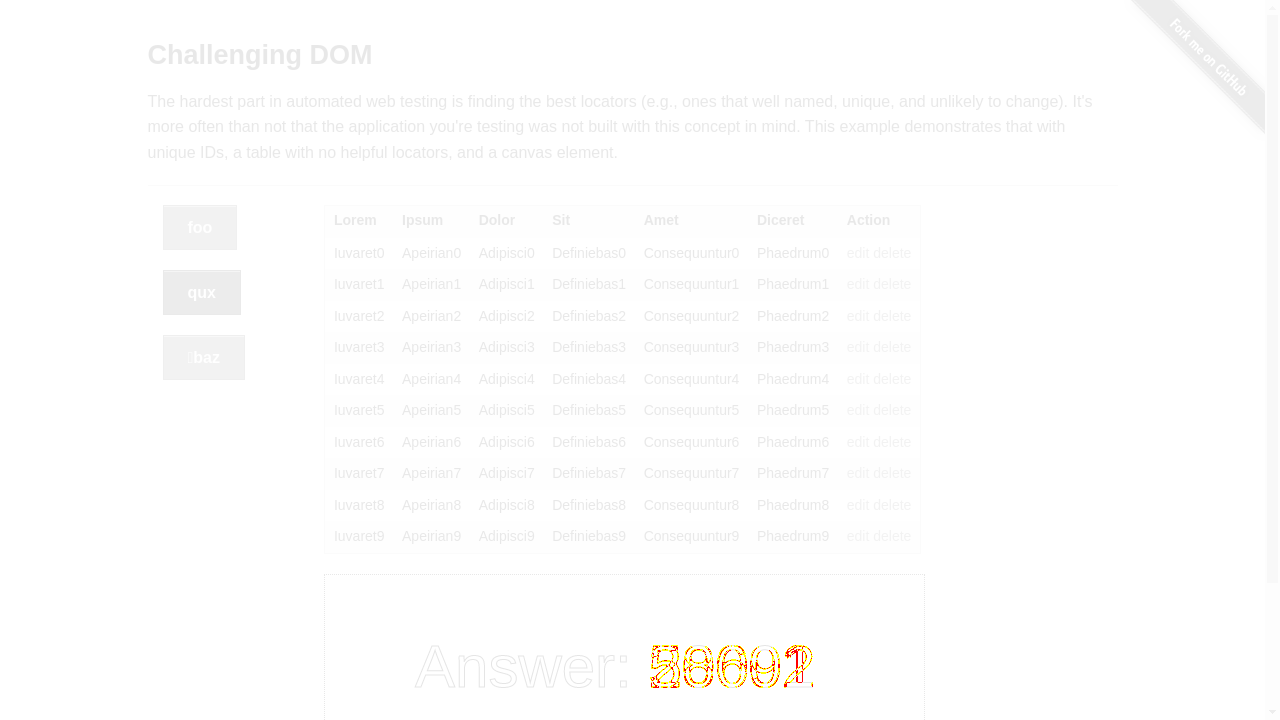 Fork me on GitHub
Challenging DOM
The hardest part in automated web testing is finding the best locators (e.g., ones that well named, unique, and unlikely to change). It's
more often than not that the application you're testing was not built with this concept in mind. This example demonstrates that with
unique IDs, a table with no helpful locators, and a canvas element.
foo
qux
baz
Lorem Ipsum Dolor Sit Amet Diceret Action
Iuvaret0 Apeirian0 Adipisci0 Definiebas0 Consequuntur0 Phaedrum0 edit delete
Iuvaret1 Apeirian1 Adipisci1 Definiebas1 Consequuntur1 Phaedrum1 edit delete
Iuvaret2 Apeirian2 Adipisci2 Definiebas2 Consequuntur2 Phaedrum2 edit delete
Iuvaret3 Apeirian3 Adipisci3 Definiebas3 Consequuntur3 Phaedrum3 edit delete
Iuvaret4 Apeirian4 Adipisci4 Definiebas4 Consequuntur4 Phaedrum4 edit delete
Iuvaret5 Apeirian5 Adipisci5 Definiebas5 Consequuntur5 Phaedrum5 edit delete
Iuvaret6 Apeirian6 Adipisci6 Definiebas6 Consequuntur6 Phaedrum6 edit delete
Iuvaret7 Apeirian7 Adipisci7 Definiebas7 Consequuntur7 Phaedrum7 edit delete
Iuvaret8 Apeirian8 Adipisci8 Definiebas8 Consequuntur8 Phaedrum8 edit delete
Iuvaret9 Apeirian9 Adipisci9 Definiebas9 Consequuntur9 Phaedrum9 edit delete
Answer: